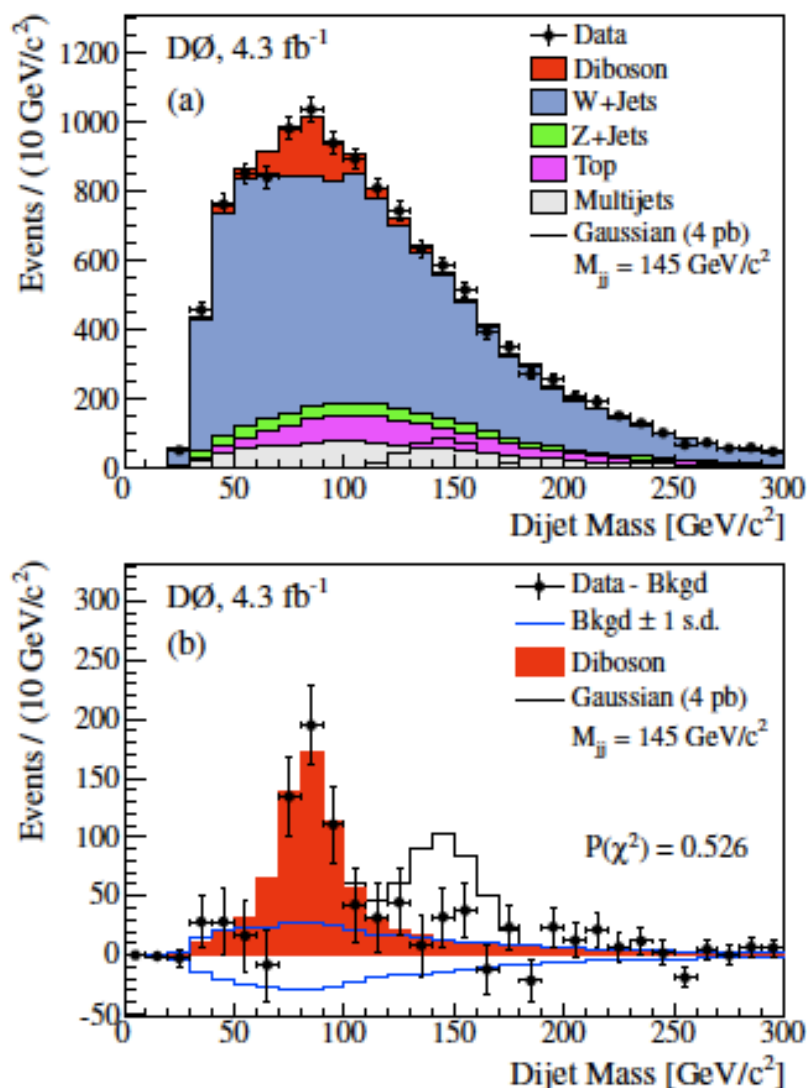 DØ, 4.3 fb⁻¹
(a)
Data
Diboson
W+Jets
Z+Jets
Top
Multijets
Gaussian (4 pb)
M_jj = 145 GeV/c²
Events / (10 GeV/c²)
1200
1000
800
600
400
200
0
0 50 100 150 200 250 300
Dijet Mass [GeV/c²]
DØ, 4.3 fb⁻¹
(b)
Data - Bkgd
Bkgd ± 1 s.d.
Diboson
Gaussian (4 pb)
M_jj = 145 GeV/c²
P(χ²) = 0.526
Events / (10 GeV/c²)
300
250
200
150
100
50
0
-50
0 50 100 150 200 250 300
Dijet Mass [GeV/c²]